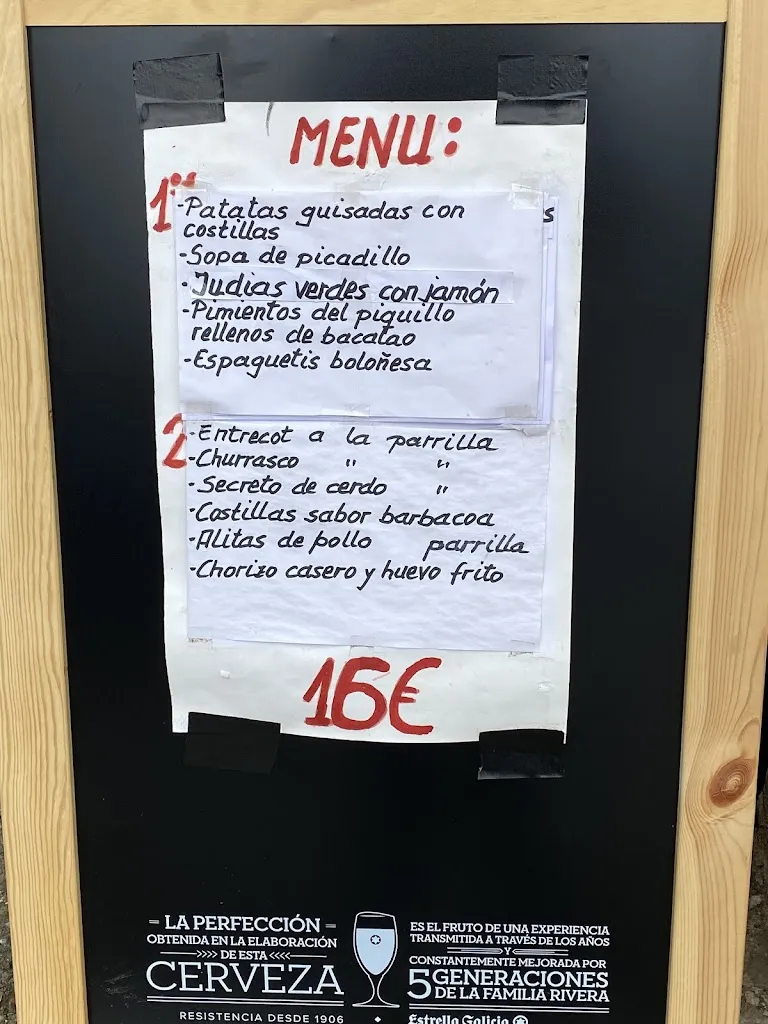 MENU:
1ºº
-Patatas guisadas con
costillas
s
-Sopa de picadillo
-Judias verdes con jamón
-Pimientos del piquillo
rellenos de bacalao
-Espaguetis boloñesa
2
-Entrecot a la parrilla
-Churrasco " "
-Secreto de cerdo "
-Costillas sabor barbacoa
-Alitas de pollo parrilla
-Chorizo casero y huevo frito
16€
LA PERFECCIÓN
OBTENIDA EN LA ELABORACIÓN
DE ESTA
CERVEZA
RESISTENCIA DESDE 1906
ES EL FRUTO DE UNA EXPERIENCIA
TRANSMITIDA A TRAVÉS DE LOS AÑOS
Y
CONSTANTEMENTE MEJORADA POR
5 GENERACIONES
DE LA FAMILIA RIVERA
Estrella Galicia